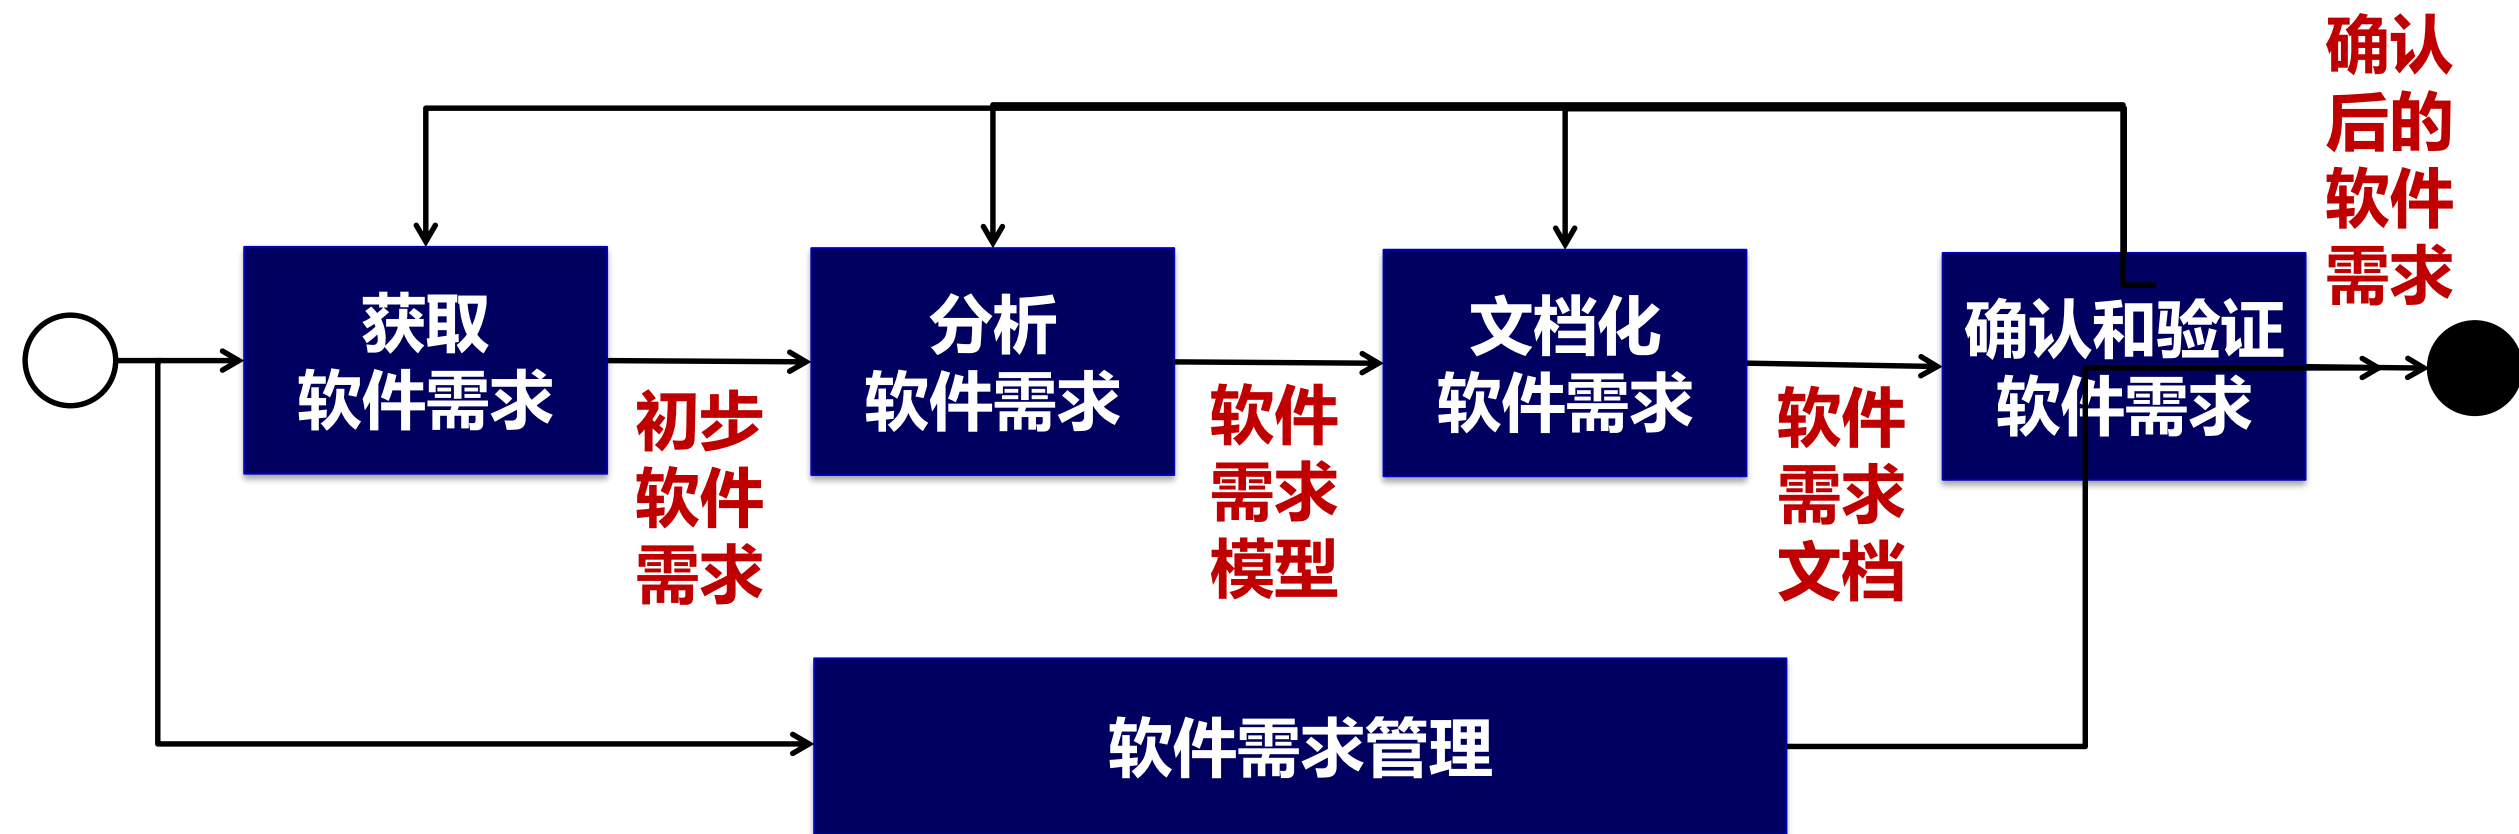 确认
后的
软件
需求
获取
软件需求
分析
软件需求
文档化
软件需求
确认和验证
软件需求
初步
软件
需求
软件
需求
模型
软件
需求
文档
软件需求管理